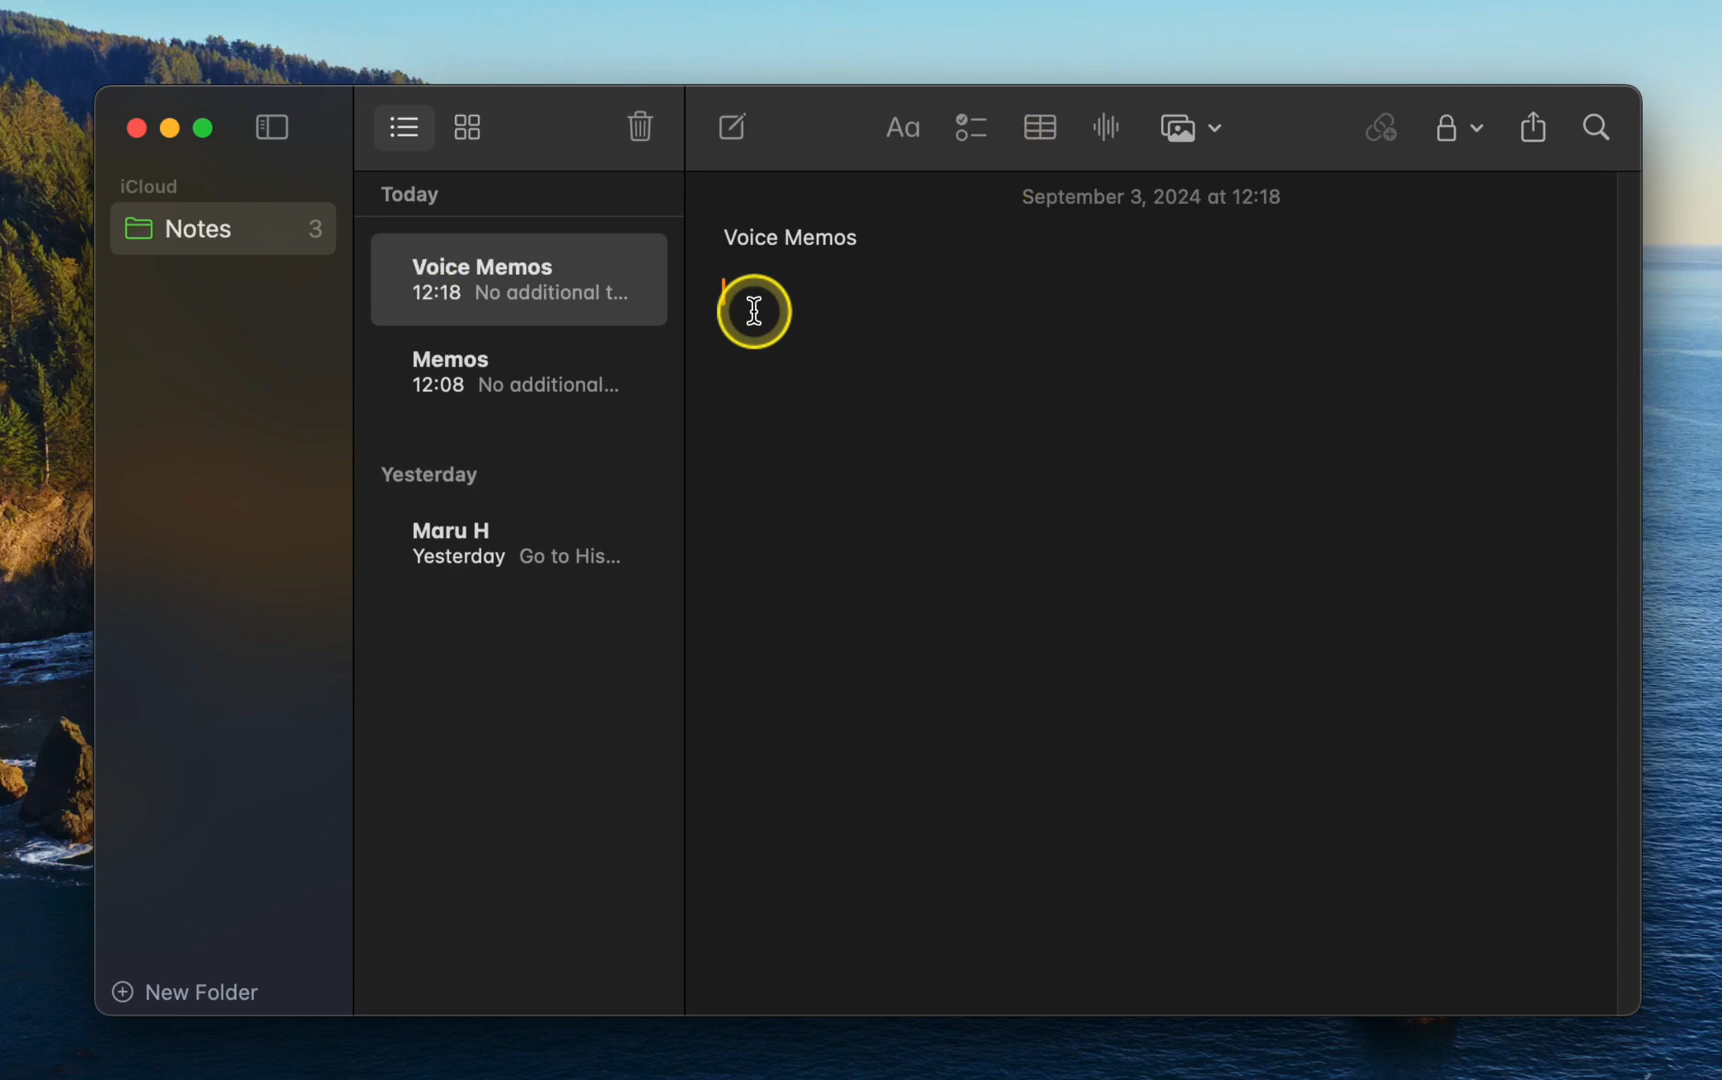 iCloud
Notes 3
New Folder
Today
Voice Memos
12:18 No additional t...
Memos
12:08 No additional...
Yesterday
Maru H
Yesterday Go to His...
Aa
September 3, 2024 at 12:18
Voice Memos